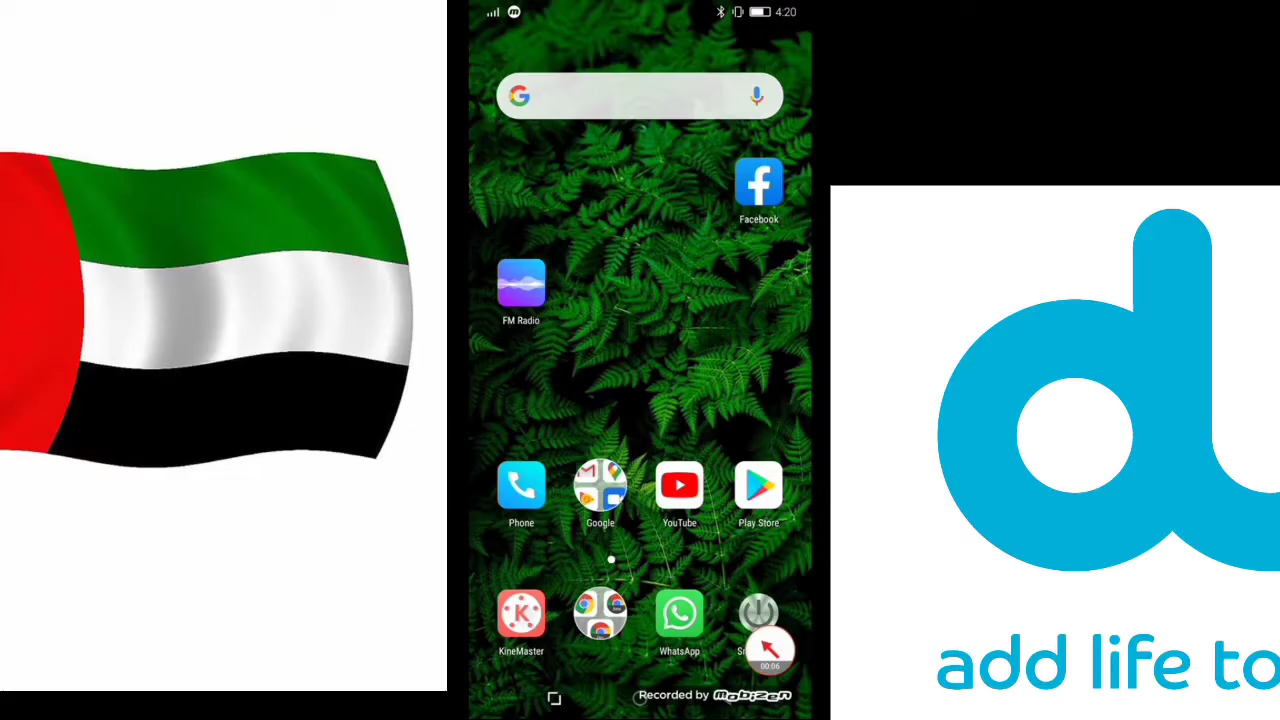 4:20
Facebook
FM Radio
Phone
Google
YouTube
Play Store
KineMaster
WhatsApp
00:06
Recorded by mobizen
add life to